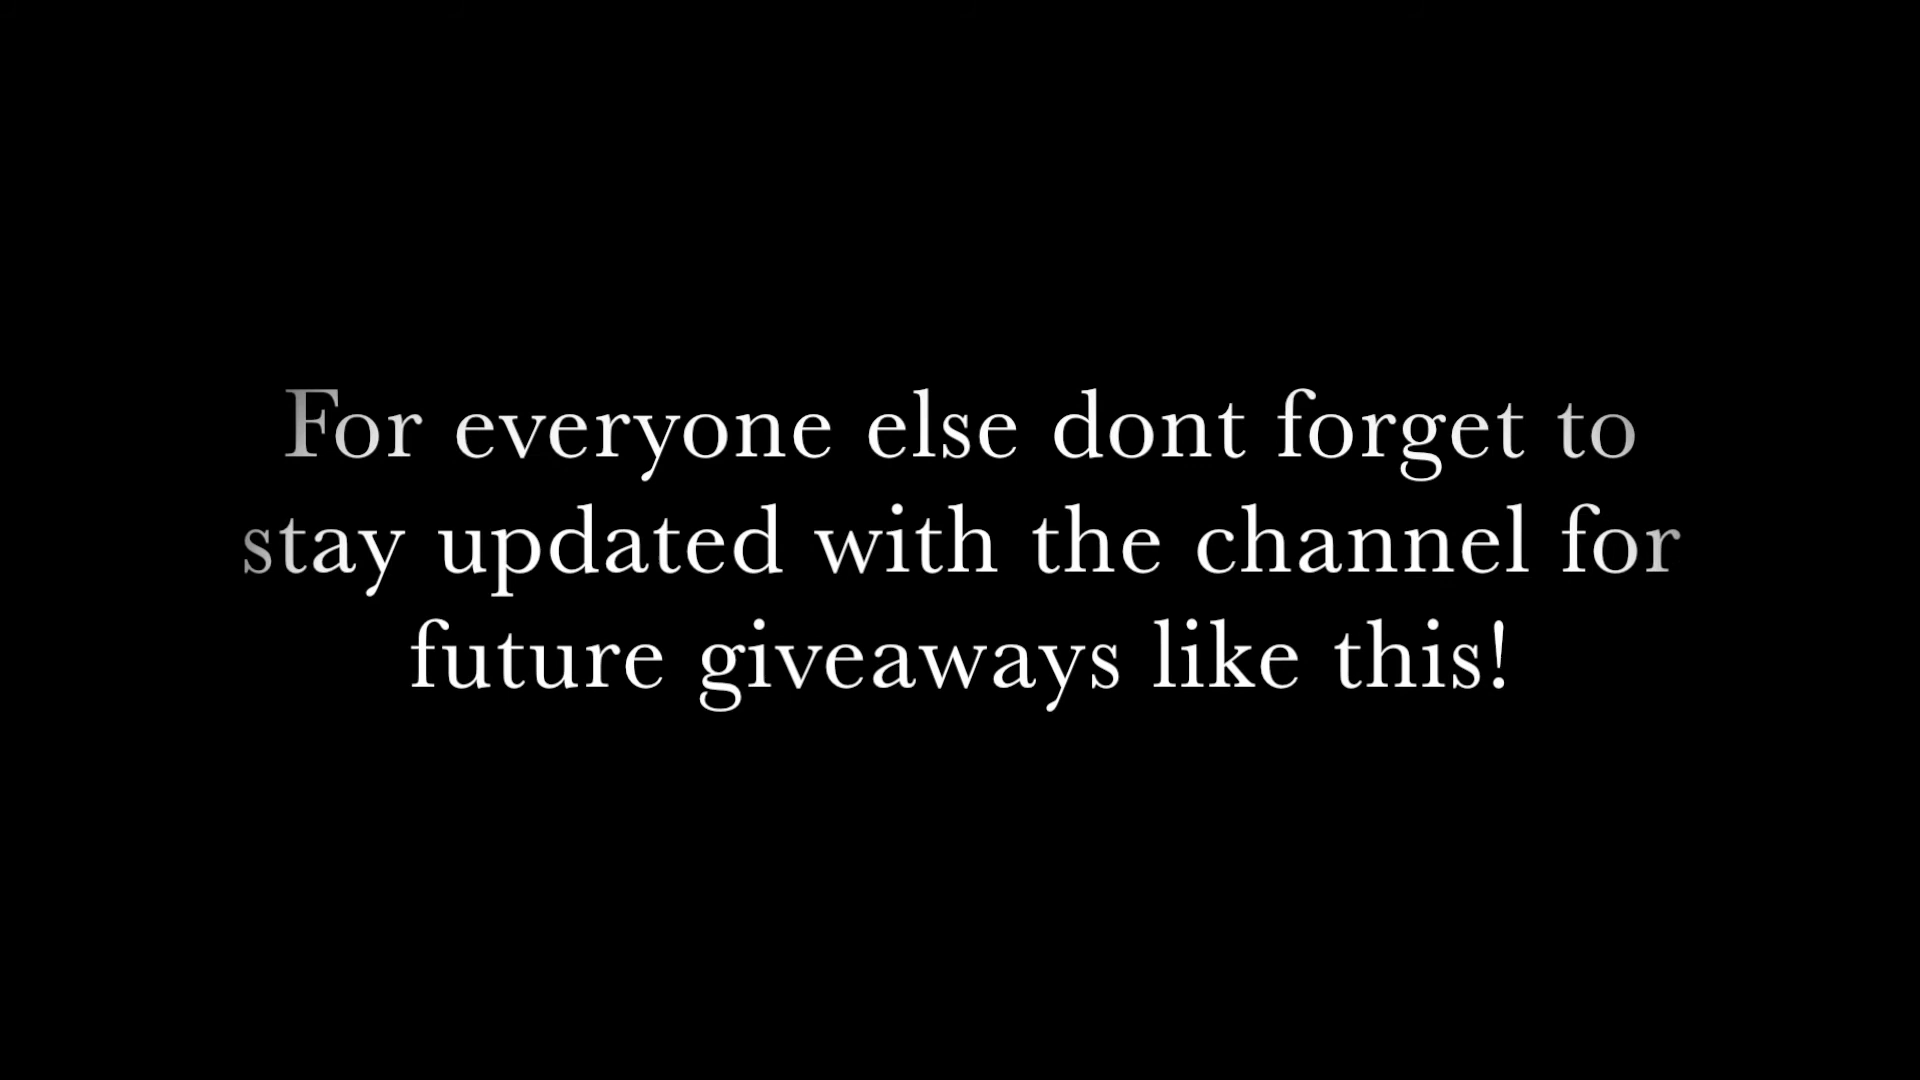 For everyone else dont forget to
stay updated with the channel for
future giveaways like this!